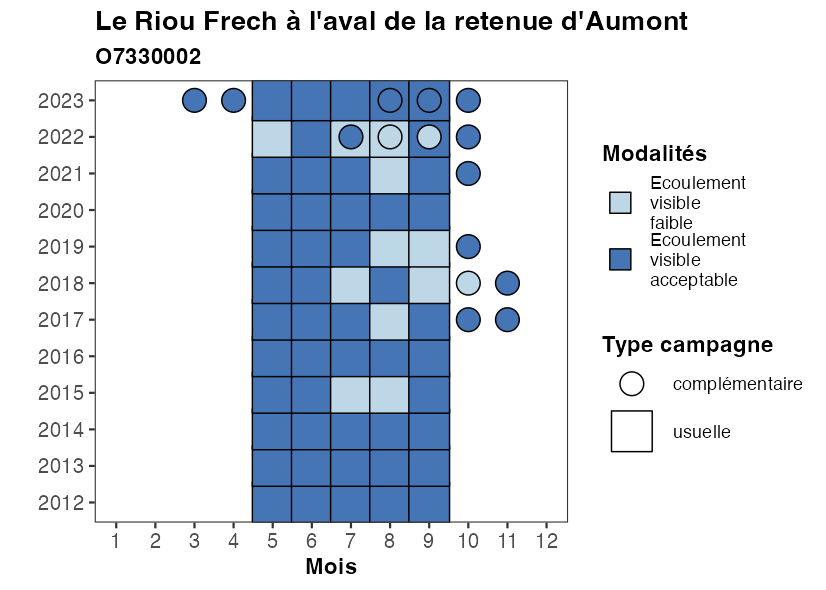 Le Riou Frech à l'aval de la retenue d'Aumont
O7330002
2023
2022
2021
2020
2019
2018
2017
2016
2015
2014
2013
2012
1 2 3 4 5 6 7 8 9 10 11 12
Mois
Modalités
Ecoulement
visible
faible
Ecoulement
visible
acceptable
Type campagne
complémentaire
usuelle